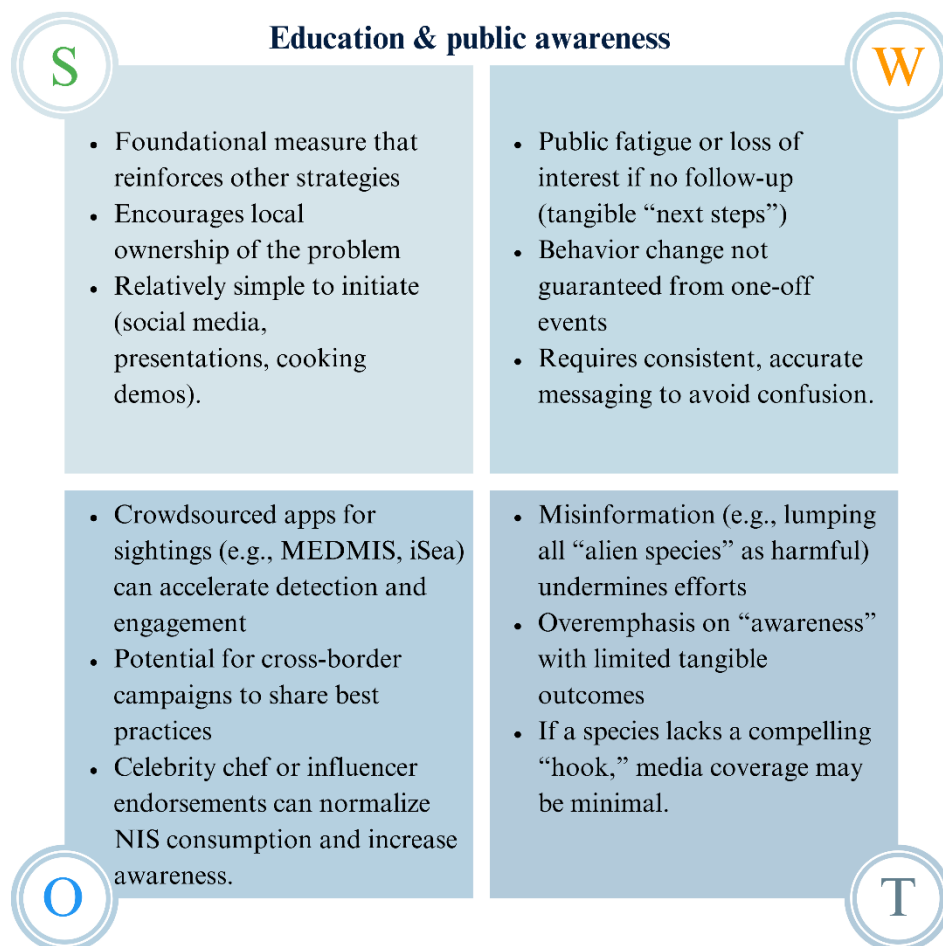 Education & public awareness
S
W
• Foundational measure that
reinforces other strategies
• Encourages local
ownership of the problem
• Relatively simple to initiate
(social media,
presentations, cooking
demos).
• Public fatigue or loss of
interest if no follow-up
(tangible “next steps”)
• Behavior change not
guaranteed from one-off
events
• Requires consistent, accurate
messaging to avoid confusion.
• Crowdsourced apps for
sightings (e.g., MEDMIS, iSea)
can accelerate detection and
engagement
• Potential for cross-border
campaigns to share best
practices
• Celebrity chef or influencer
endorsements can normalize
NIS consumption and increase
awareness.
• Misinformation (e.g., lumping
all “alien species” as harmful)
undermines efforts
• Overemphasis on “awareness”
with limited tangible
outcomes
• If a species lacks a compelling
“hook,” media coverage may
be minimal.
O
T